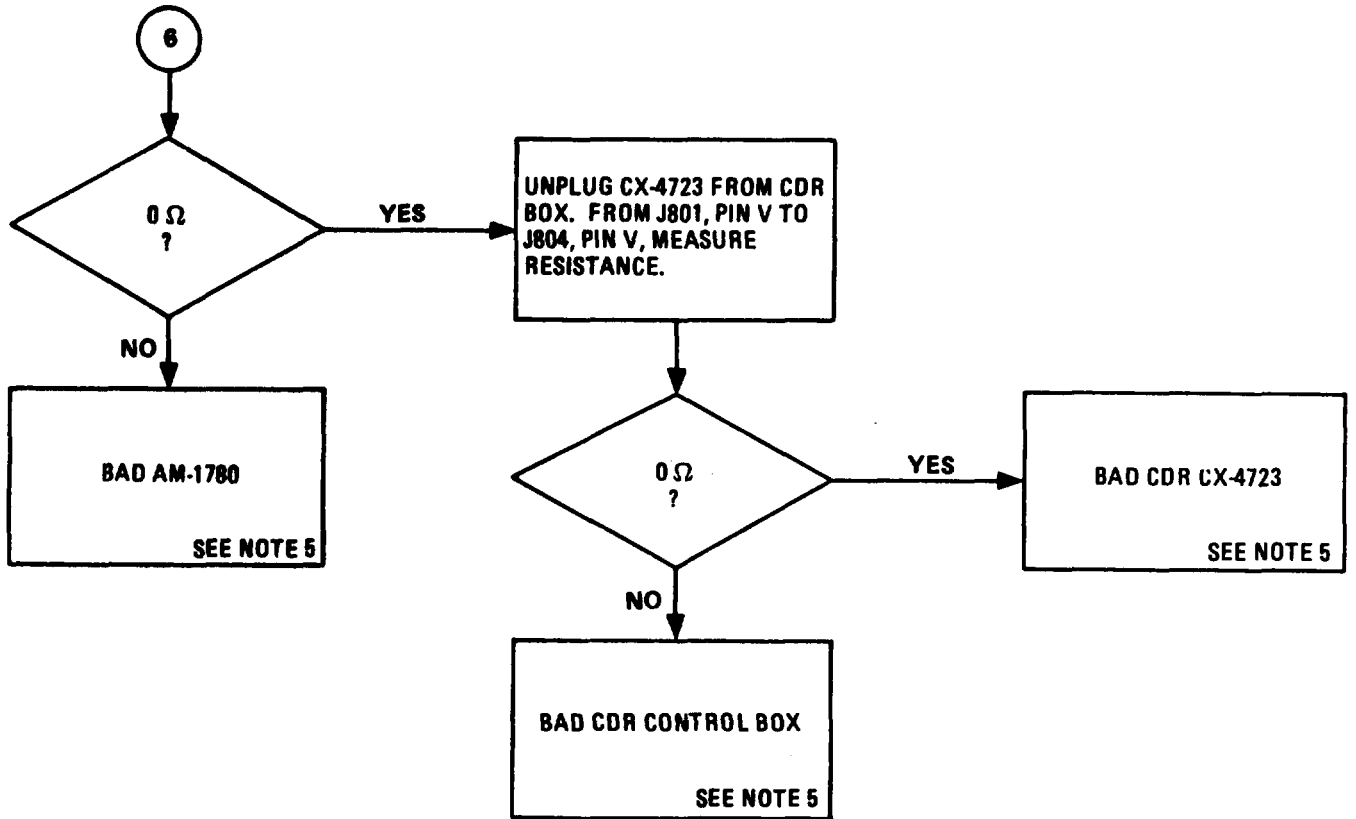 6
0 Ω
?
YES
UNPLUG CX-4723 FROM CDR
BOX. FROM J801, PIN V TO
J804, PIN V, MEASURE
RESISTANCE.
NO
BAD AM-1780
SEE NOTE 5
0 Ω
?
YES
BAD CDR CX-4723
SEE NOTE 5
NO
BAD CDR CONTROL BOX
SEE NOTE 5